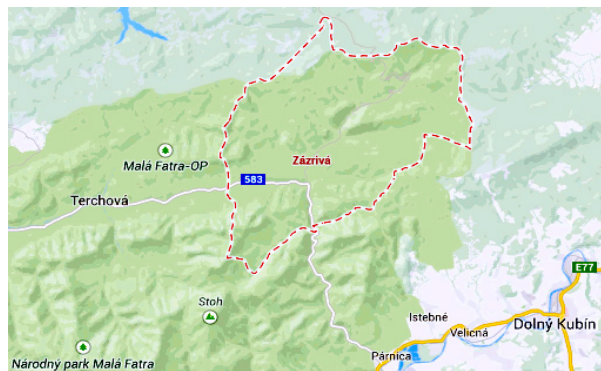 Zázrivá
Malá Fatra-OP
583
Terchová
E77
Stoh
Istebné
Dolný Kubín
Veličná
Párnica
Národný park Malá Fatra